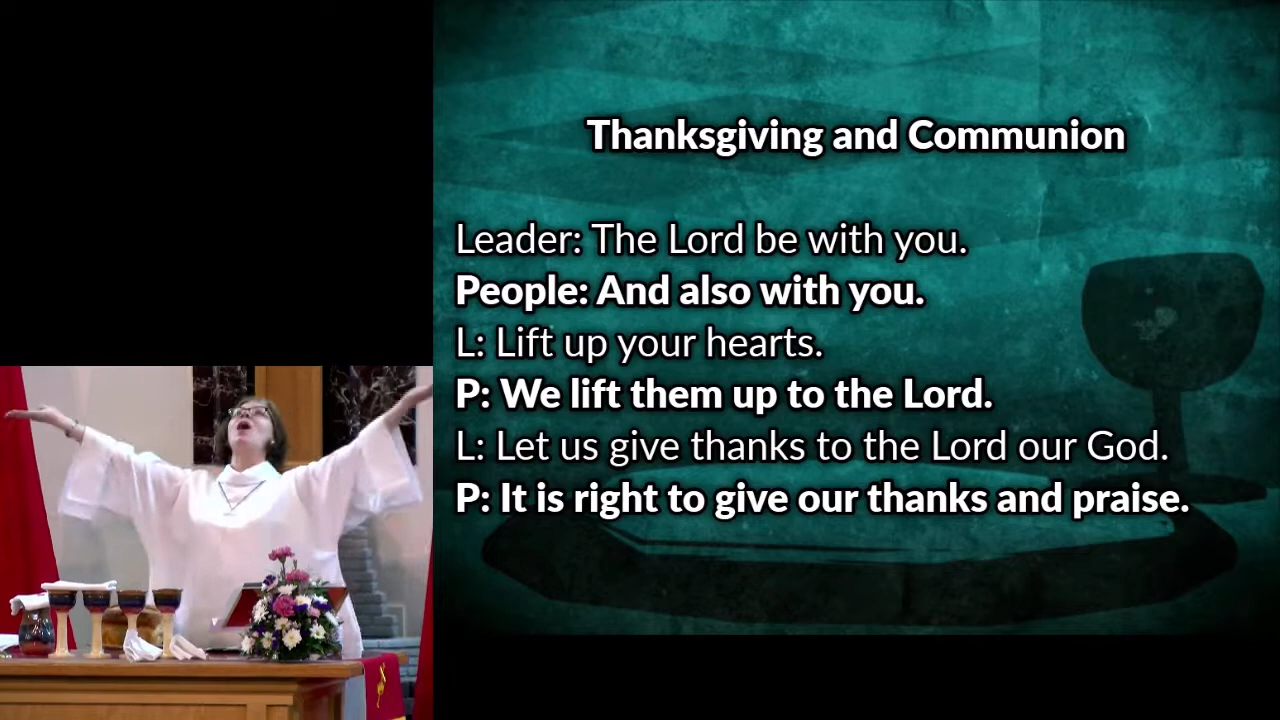 Thanksgiving and Communion
Leader: The Lord be with you.
People: And also with you.
L: Lift up your hearts.
P: We lift them up to the Lord.
L: Let us give thanks to the Lord our God.
P: It is right to give our thanks and praise.